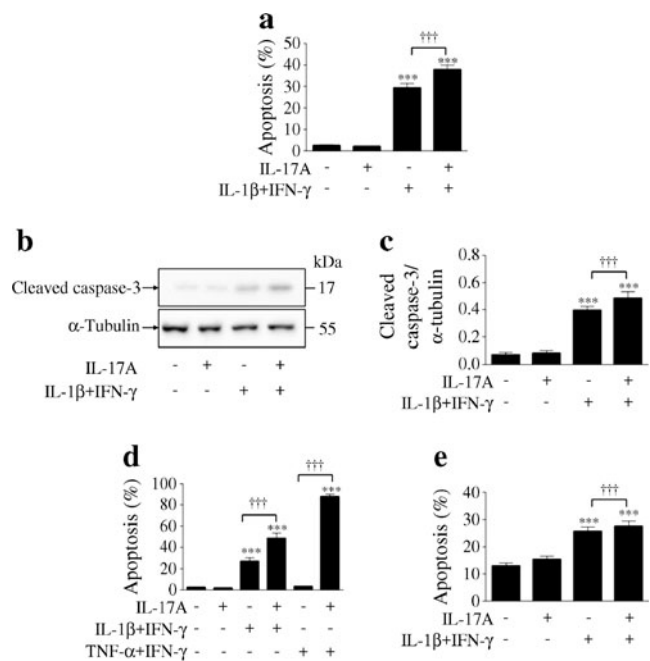 a
†††
***
***
Apoptosis (%)
50
40
30
20
10
0
IL-17A - + - +
IL-1β+IFN-γ - - + +
b
kDa
Cleaved caspase-3 17
α-Tubulin 55
IL-17A - + - +
IL-1β+IFN-γ - - + +
c
†††
***
***
Cleaved
caspase-3/
α-tubulin
0.8
0.6
0.4
0.2
0.0
IL-17A - + - +
IL-1β+IFN-γ - - + +
d
†††
†††
***
***
***
Apoptosis (%)
100
80
60
40
20
0
IL-17A - + - + - +
IL-1β+IFN-γ - - + + - -
TNF-α+IFN-γ - - - - + +
e
†††
***
***
Apoptosis (%)
40
30
20
10
0
IL-17A - + - +
IL-1β+IFN-γ - - + +